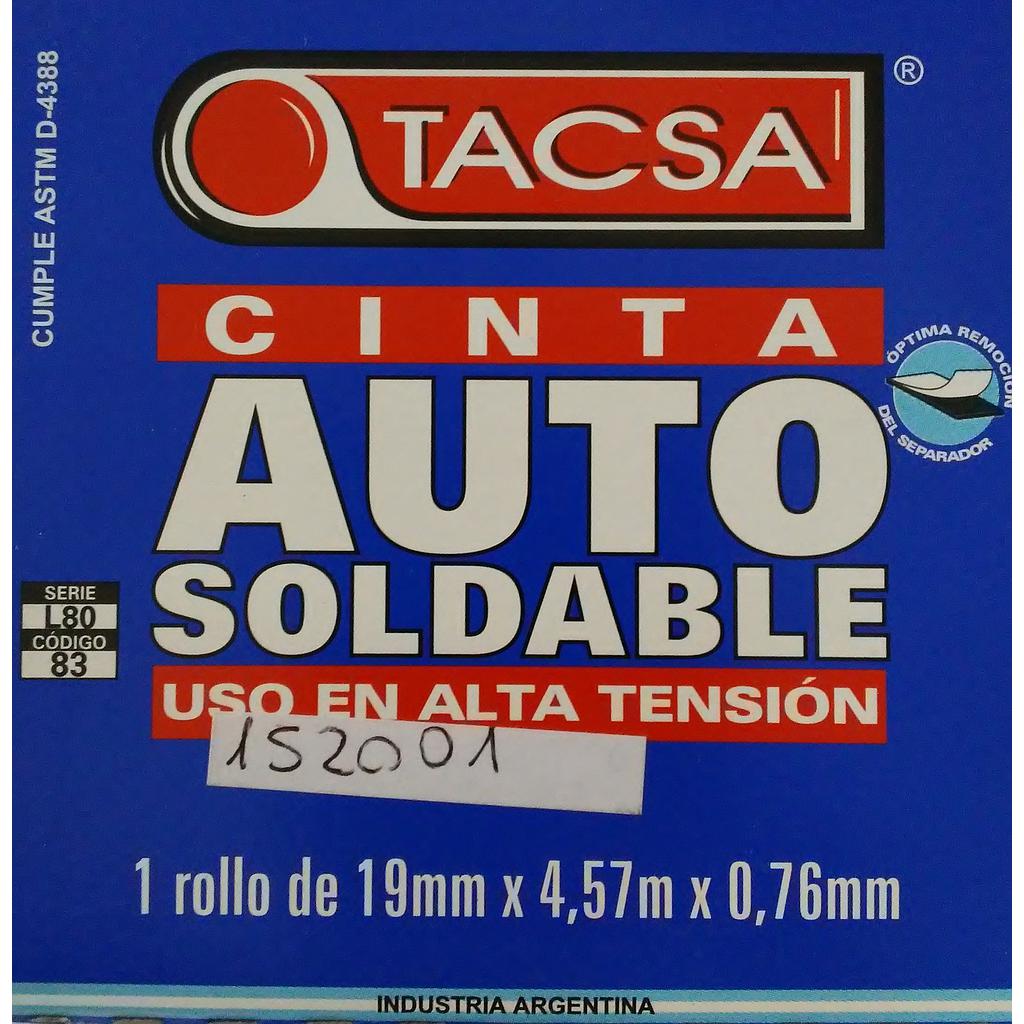 CUMPLE ASTM D-4388
TACSA®
CINTA
ÓPTIMA REMOCIÓN
DEL SEPARADOR
AUTO
SOLDABLE
SERIE
L80
CÓDIGO
83
USO EN ALTA TENSIÓN
152001
1 rollo de 19mm x 4,57m x 0,76mm
INDUSTRIA ARGENTINA